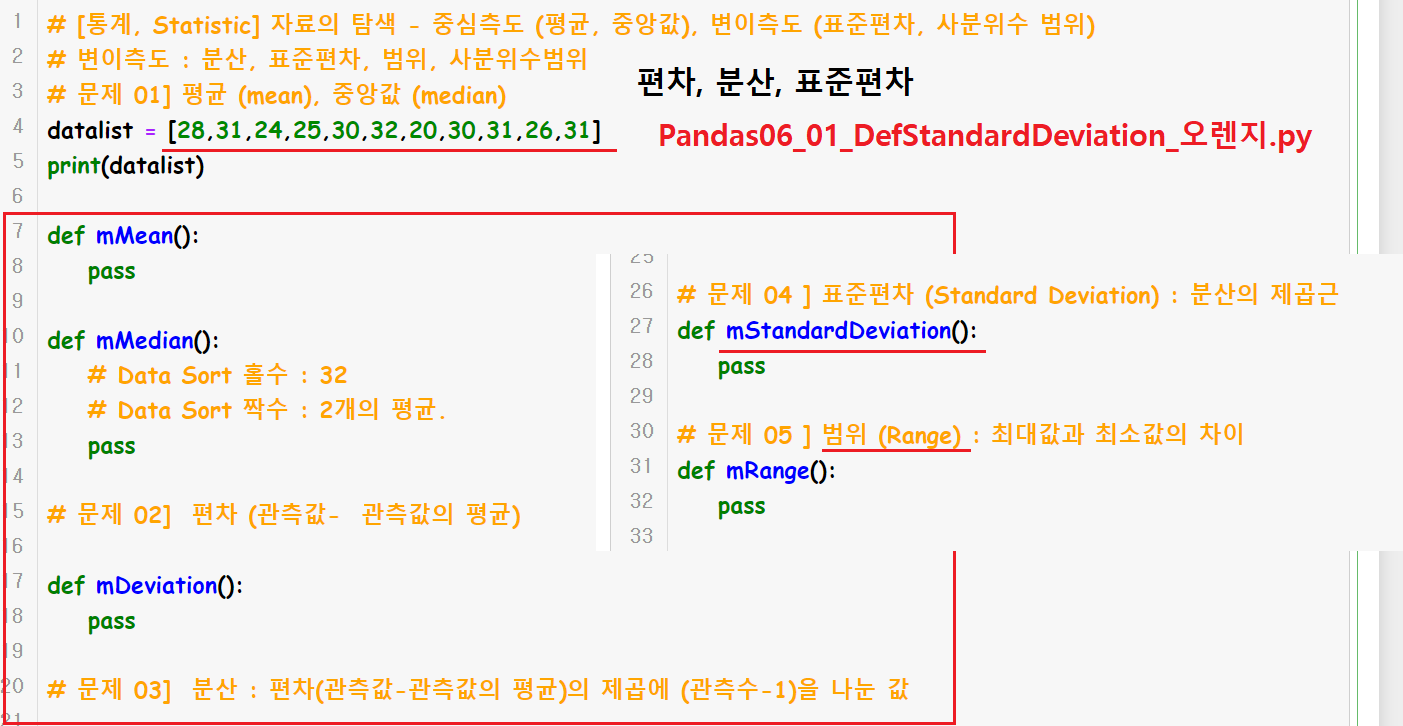 1 # [통계, Statistic] 자료의 탐색 - 중심측도 (평균, 중앙값), 변이측도 (표준편차, 사분위수 범위)
2 # 변이측도 : 분산, 표준편차, 범위, 사분위수범위
편차, 분산, 표준편차
3 # 문제 01] 평균 (mean), 중앙값 (median)
4 datalist = [28,31,24,25,30,32,20,30,31,26,31]
Pandas06_01_DefStandardDeviation_오렌지.py
5 print(datalist)
6
7 def mMean():
8 pass
9
10 def mMedian():
11 # Data Sort 홀수 : 32
12 # Data Sort 짝수 : 2개의 평균.
13 pass
14
15 # 문제 02] 편차 (관측값- 관측값의 평균)
16
17 def mDeviation():
18 pass
19
20 # 문제 03] 분산 : 편차(관측값-관측값의 평균)의 제곱에 (관측수-1)을 나눈 값
21
25
26 # 문제 04 ] 표준편차 (Standard Deviation) : 분산의 제곱근
27 def mStandardDeviation():
28 pass
29
30 # 문제 05 ] 범위 (Range) : 최대값과 최소값의 차이
31 def mRange():
32 pass
33